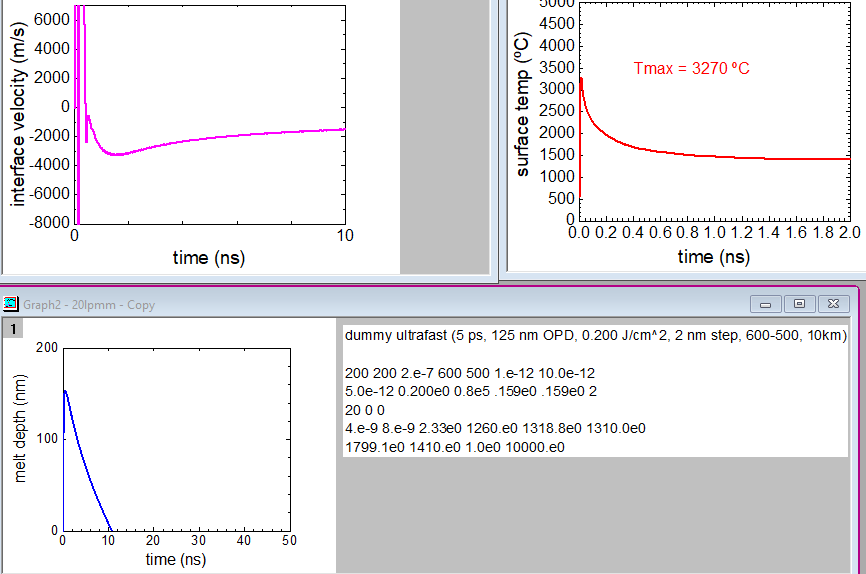 6000
4000
2000
0
-2000
-4000
-6000
-8000
interface velocity (m/s)
0 10
time (ns)
5000
4500
4000
3500
3000
2500
2000
1500
1000
500
0
surface temp (ºC)
Tmax = 3270 ºC
0.0 0.2 0.4 0.6 0.8 1.0 1.2 1.4 1.6 1.8 2.0
time (ns)
Graph2 - 20lpmm - Copy
1
200
100
0
melt depth (nm)
0 10 20 30 40 50
time (ns)
dummy ultrafast (5 ps, 125 nm OPD, 0.200 J/cm^2, 2 nm step, 600-500, 10km)
200 200 2.e-7 600 500 1.e-12 10.0e-12
5.0e-12 0.200e0 0.8e5 .159e0 .159e0 2
20 0 0
4.e-9 8.e-9 2.33e0 1260.e0 1318.8e0 1310.0e0
1799.1e0 1410.e0 1.0e0 10000.e0